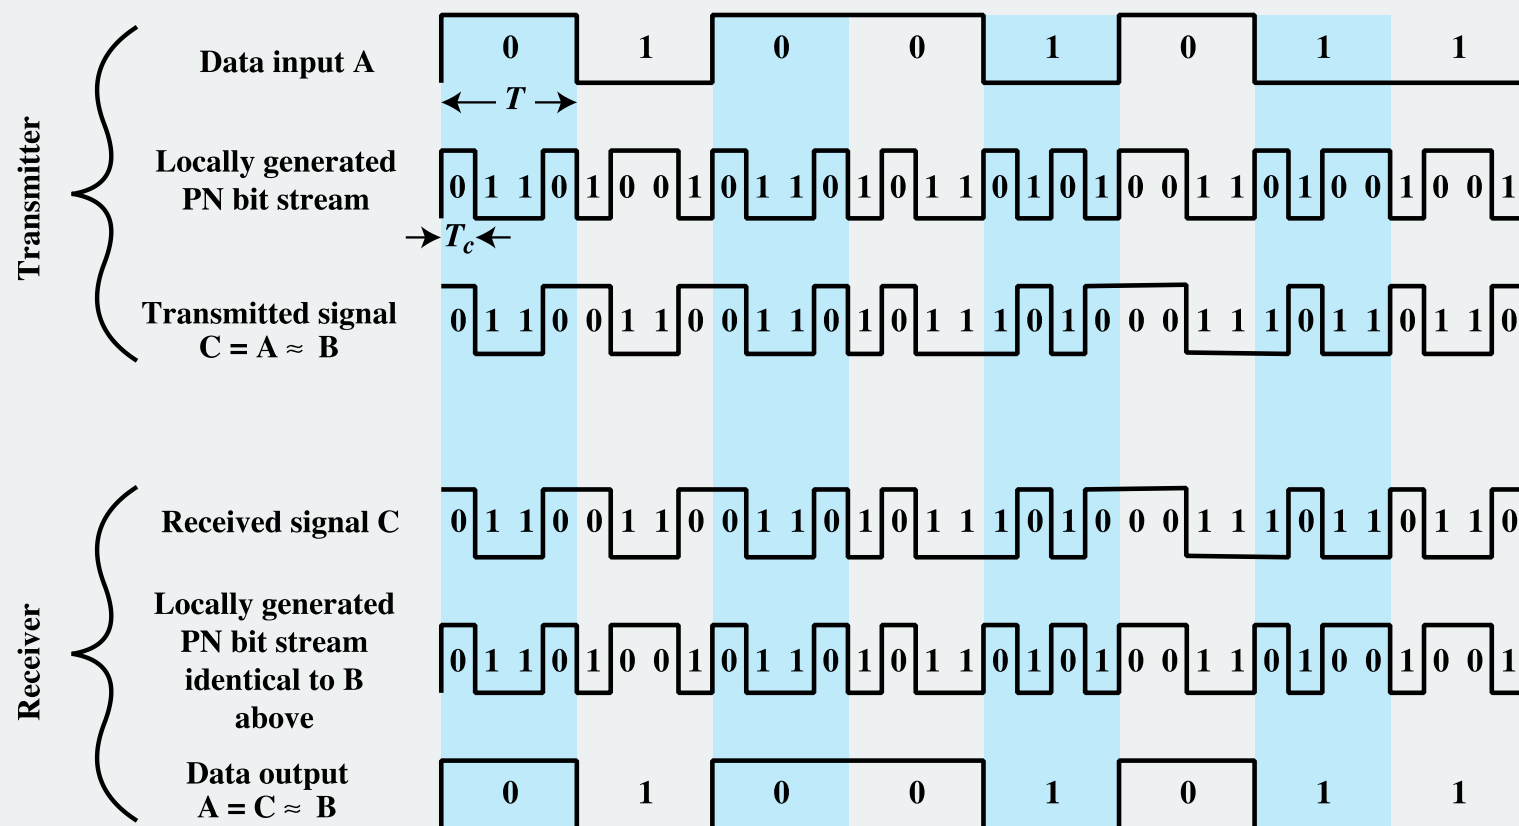 Transmitter
Data input A
0 1 0 0 1 0 1 1
T
Locally generated
PN bit stream
0 1 1 0 1 0 0 1 0 1 1 0 1 0 1 1 0 1 0 1 0 0 1 1 0 1 0 0 1 0 0 1
Tc
Transmitted signal
C = A ≈ B
0 1 1 0 0 1 1 0 0 1 1 0 1 0 1 1 1 0 1 0 0 0 1 1 1 0 1 1 0 1 1 0
Receiver
Received signal C
0 1 1 0 0 1 1 0 0 1 1 0 1 0 1 1 1 0 1 0 0 0 1 1 1 0 1 1 0 1 1 0
Locally generated
PN bit stream
identical to B
above
0 1 1 0 1 0 0 1 0 1 1 0 1 0 1 1 0 1 0 1 0 0 1 1 0 1 0 0 1 0 0 1
Data output
A = C ≈ B
0 1 0 0 1 0 1 1